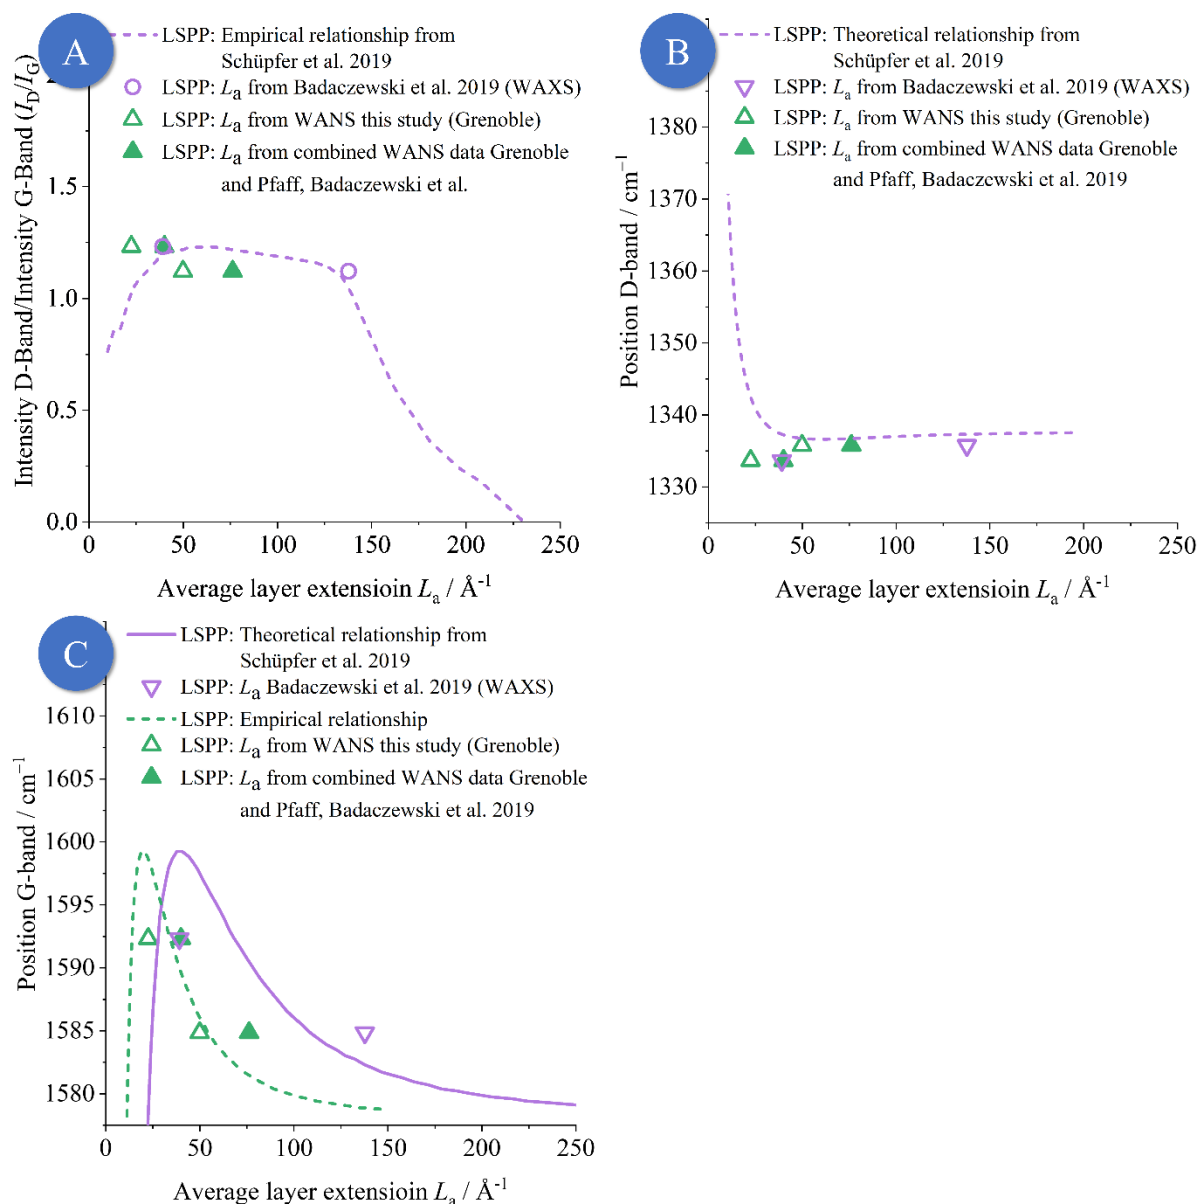 A
LSPP: Empirical relationship from
Schüpfer et al. 2019
LSPP: La from Badaczewski et al. 2019 (WAXS)
LSPP: La from WANS this study (Grenoble)
LSPP: La from combined WANS data Grenoble
and Pfaff, Badaczewski et al.
Intensity D-Band/Intensity G-Band (ID/IG)
2
1.5
1.0
0.5
0.0
0 50 100 150 200 250
Average layer extensioin La / Å-1
B
LSPP: Theoretical relationship from
Schüpfer et al. 2019
LSPP: La from Badaczewski et al. 2019 (WAXS)
LSPP: La from WANS this study (Grenoble)
LSPP: La from combined WANS data Grenoble
and Pfaff, Badaczewski et al. 2019
Position D-band / cm−1
1380
1370
1360
1350
1340
1330
0 50 100 150 200 250
Average layer extensioin La / Å-1
C
LSPP: Theoretical relationship from
Schüpfer et al. 2019
LSPP: La Badaczewski et al. 2019 (WAXS)
LSPP: Empirical relationship
LSPP: La from WANS this study (Grenoble)
LSPP: La from combined WANS data Grenoble
and Pfaff, Badaczewski et al. 2019
Position G-band / cm−1
1610
1605
1600
1595
1590
1585
1580
0 50 100 150 200 250
Average layer extensioin La / Å-1